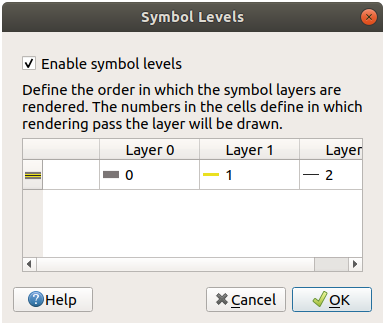 Symbol Levels
Enable symbol levels
Define the order in which the symbol layers are
rendered. The numbers in the cells define in which
rendering pass the layer will be drawn.
Layer 0 Layer 1 Layer
0 1 2
Help Cancel OK